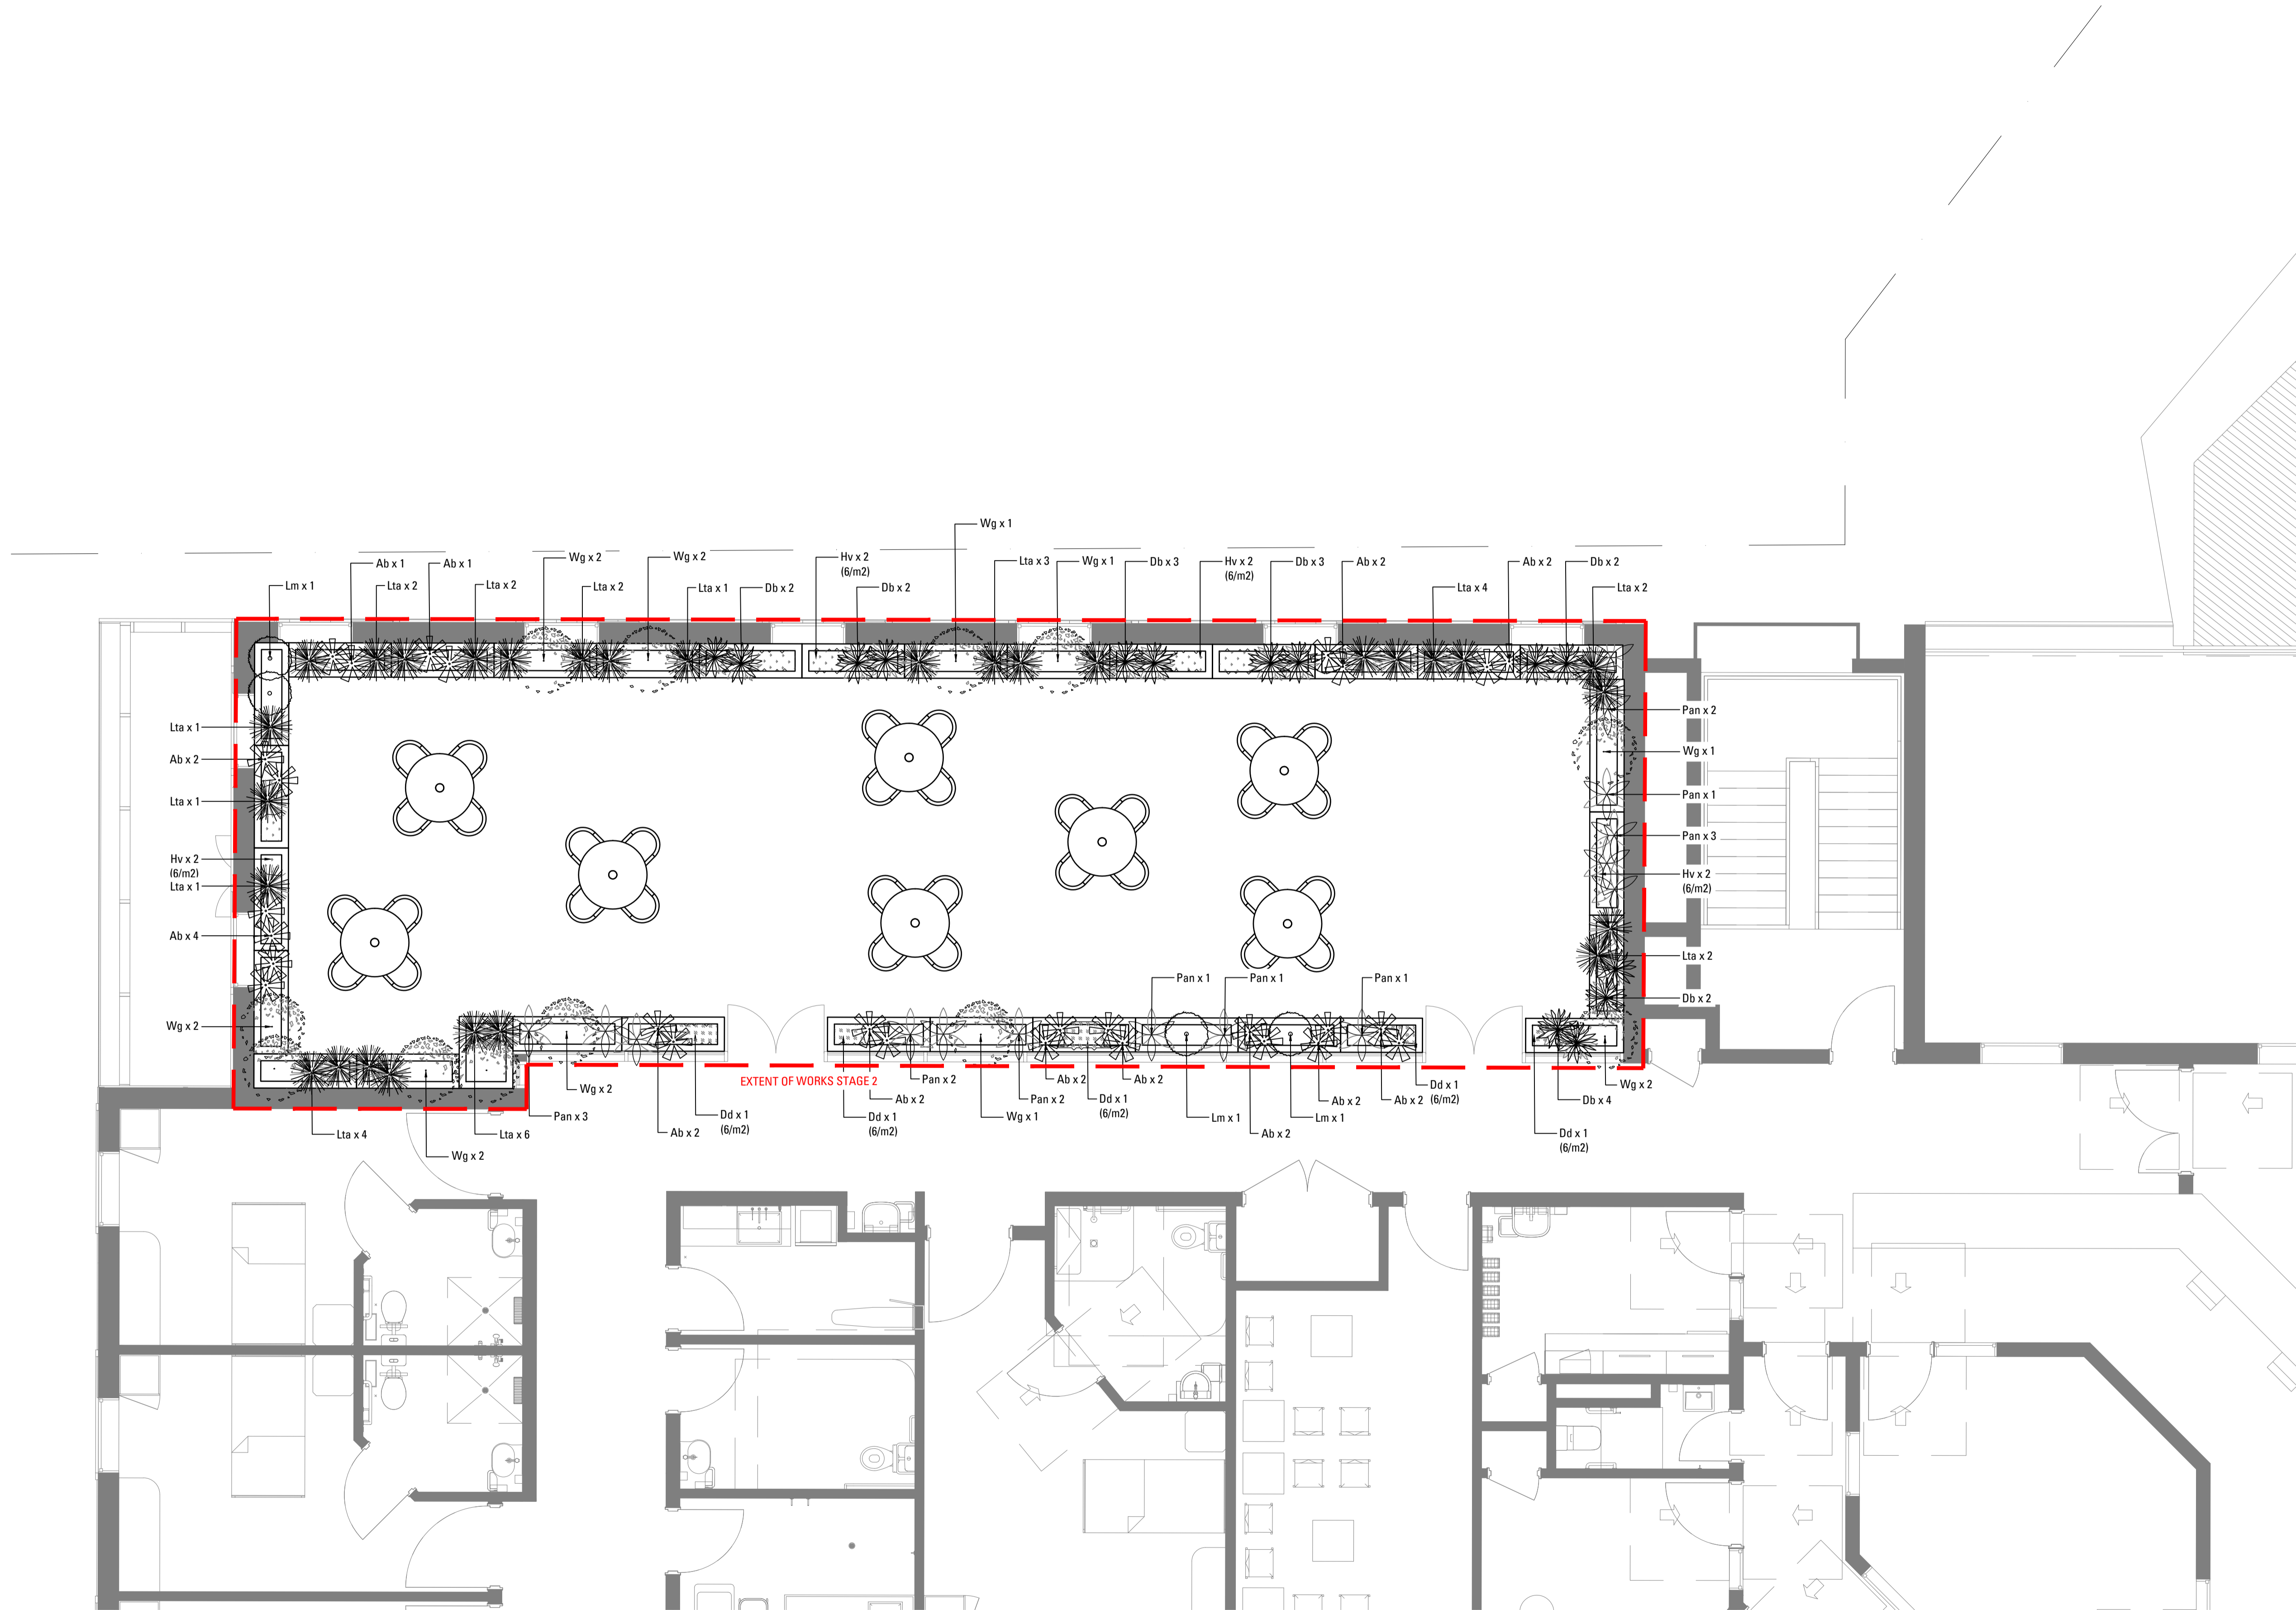 Wg x 1
Ab x 1
Ab x 1
Wg x 2
Wg x 2
Hv x 2
(6/m2)
Lta x 3
Wg x 1
Db x 3
Hv x 2
(6/m2)
Db x 3
Ab x 2
Ab x 2
Db x 2
Lm x 1
Lta x 2
Lta x 2
Lta x 2
Lta x 1
Db x 2
Db x 2
Lta x 4
Lta x 2
Lta x 1
Ab x 2
Lta x 1
Hv x 2
(6/m2)
Lta x 1
Ab x 4
Wg x 2
Pan x 2
Wg x 1
Pan x 1
Pan x 3
Hv x 2
(6/m2)
Lta x 2
Db x 2
Pan x 1
Pan x 1
Pan x 1
EXTENT OF WORKS STAGE 2
Wg x 2
Pan x 2
Ab x 2
Pan x 2
Ab x 2
Ab x 2
Dd x 1
(6/m2)
Ab x 2
Ab x 2
Dd x 1
(6/m2)
Wg x 2
Db x 4
Pan x 3
Dd x 1
(6/m2)
Dd x 1
(6/m2)
Wg x 1
Lm x 1
Lm x 1
Lta x 4
Lta x 6
Ab x 2
Ab x 2
Dd x 1
(6/m2)
Wg x 2